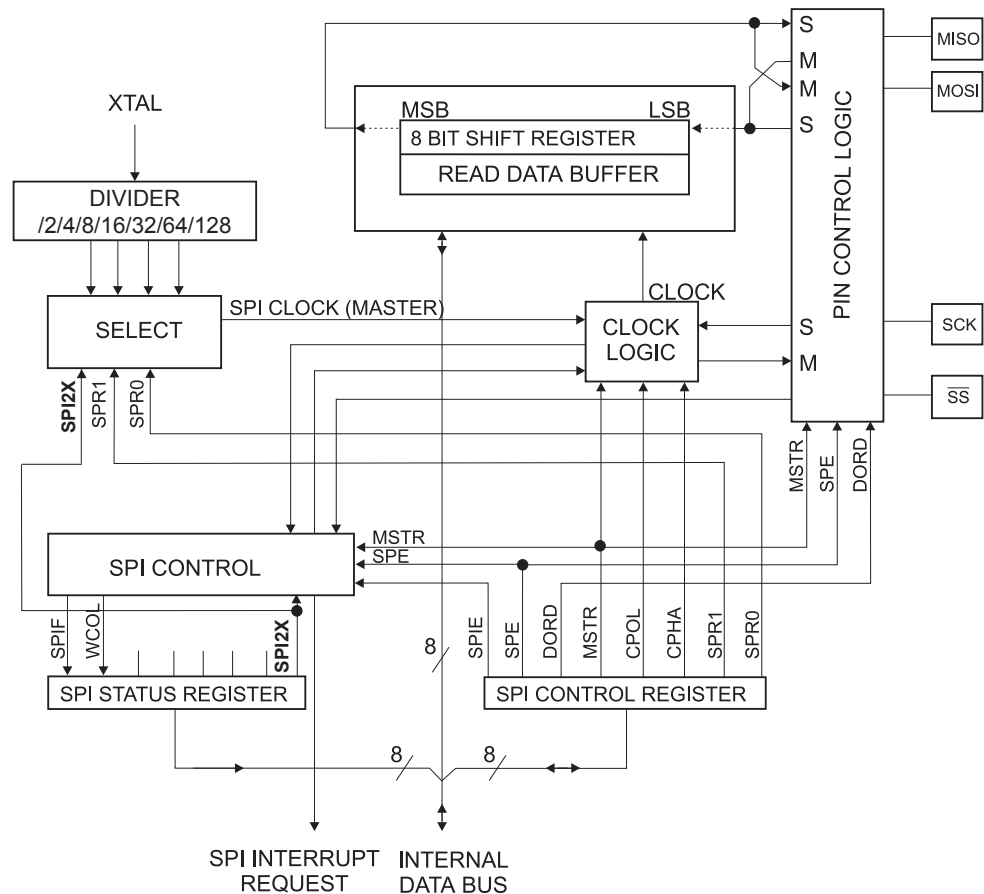 S
MISO
M
M
MOSI
S
PIN CONTROL LOGIC
XTAL
MSB
LSB
8 BIT SHIFT REGISTER
READ DATA BUFFER
DIVIDER
/2/4/8/16/32/64/128
SPI CLOCK (MASTER)
CLOCK
SELECT
CLOCK
LOGIC
S
M
SCK
SS
SPI2X
SPR1
SPR0
MSTR
SPE
DORD
MSTR
SPE
SPI CONTROL
SPIF
WCOL
SPI2X
SPIE
SPE
DORD
MSTR
CPOL
CPHA
SPR1
SPR0
8
SPI STATUS REGISTER
SPI CONTROL REGISTER
8
8
SPI INTERRUPT
REQUEST
INTERNAL
DATA BUS